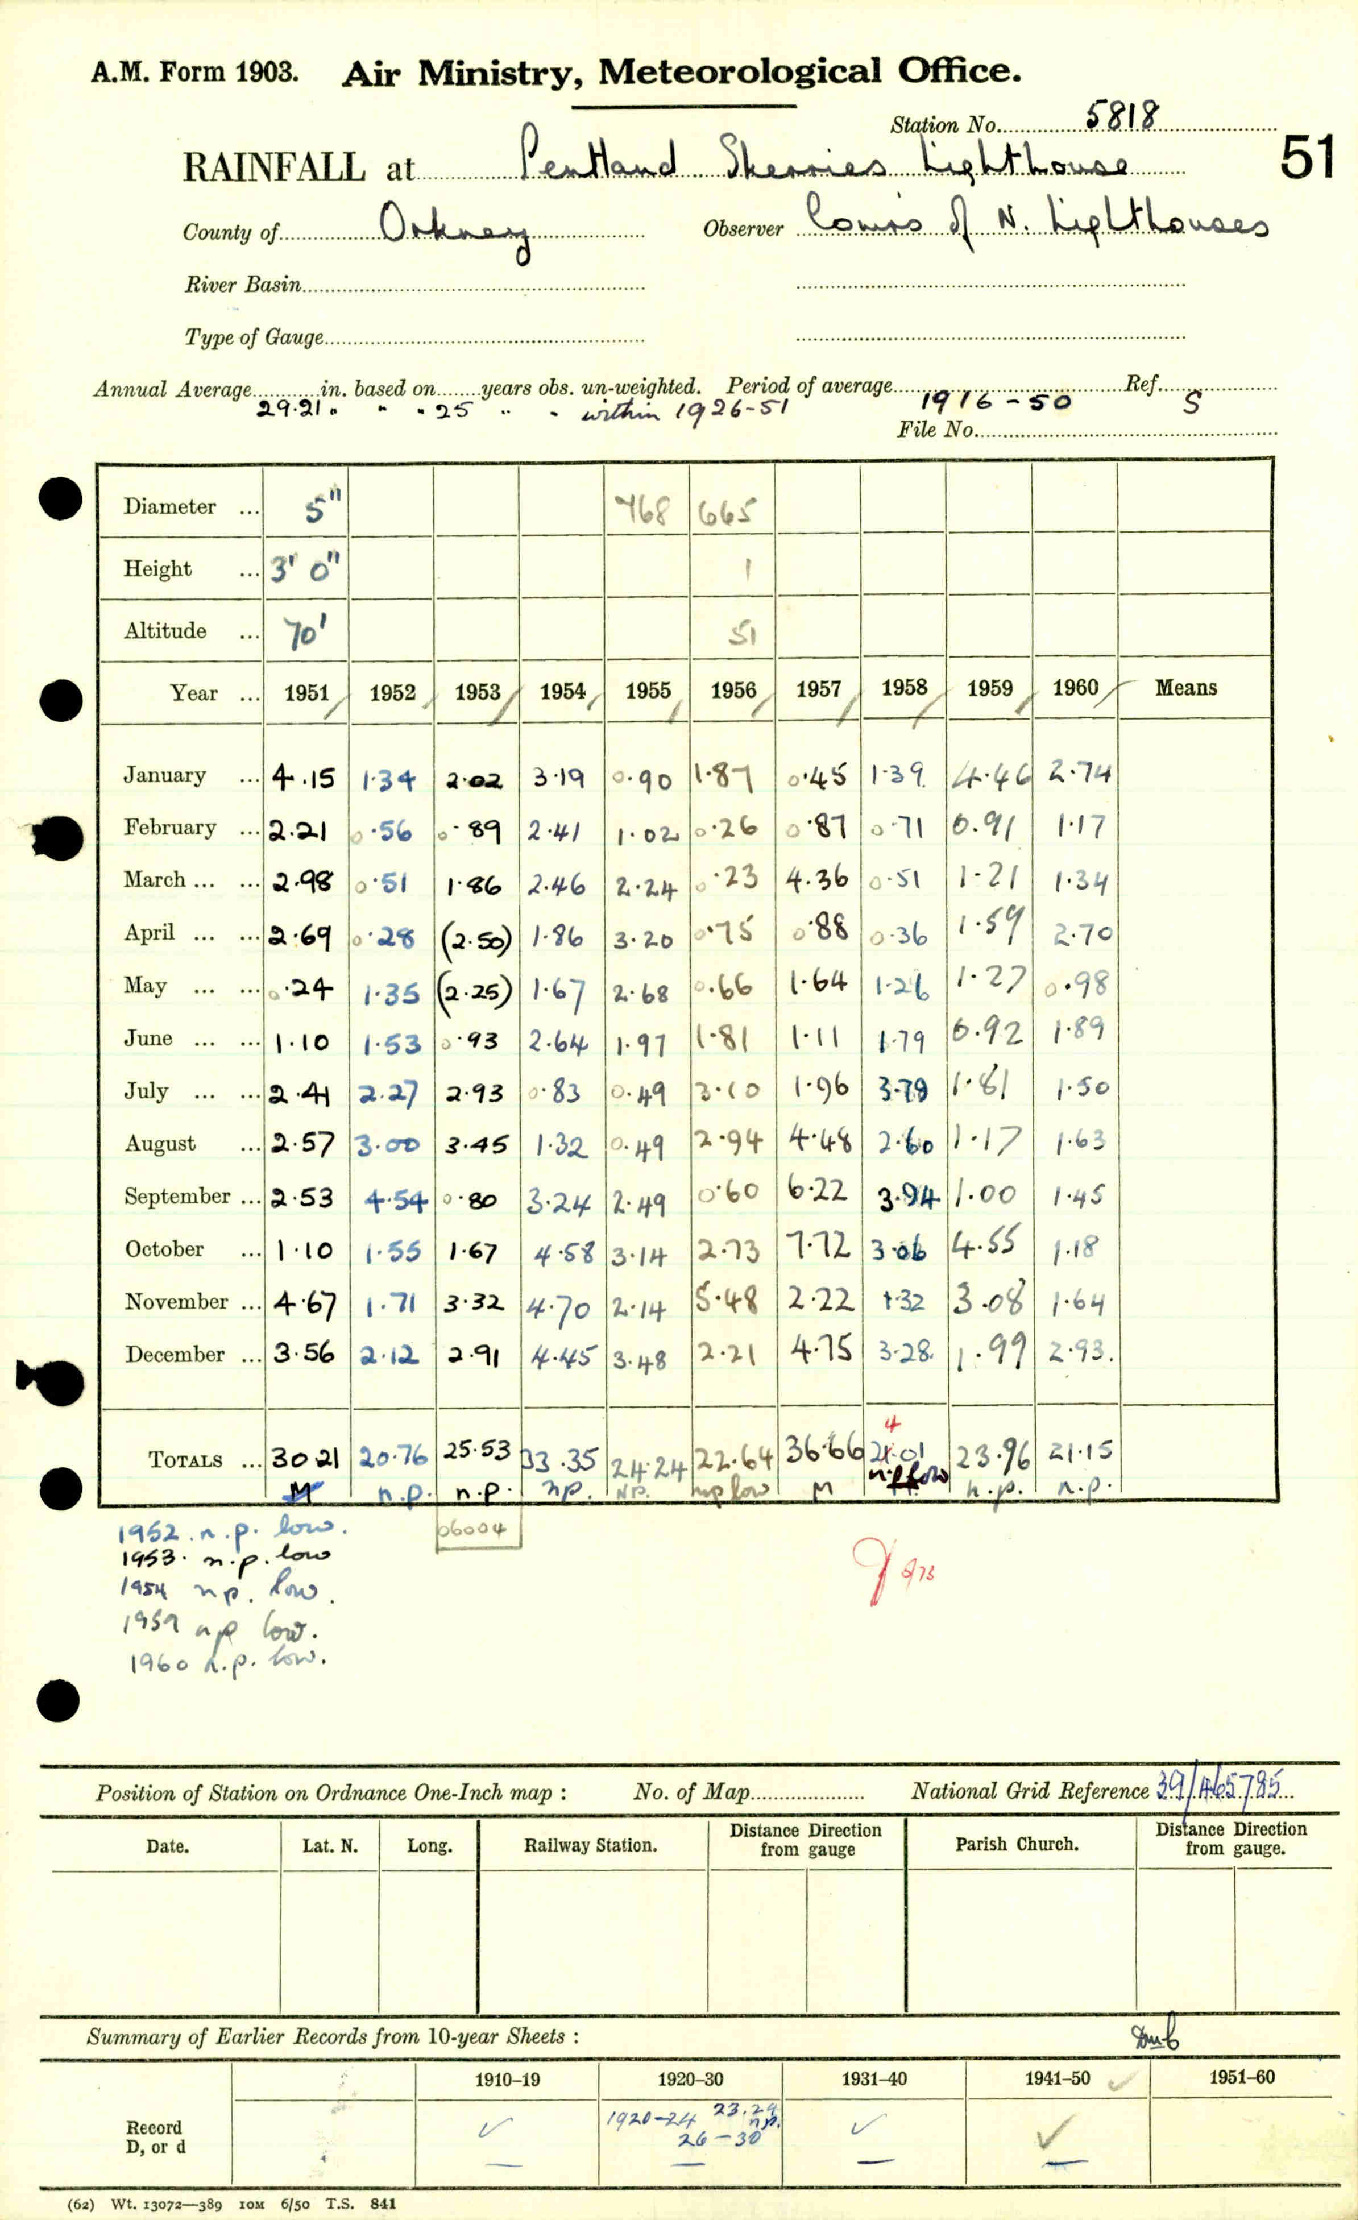 A.M. Form 1903. Air Ministry, Meteorological Office.
Station No. 5818
51
RAINFALL at Pentland Skerries Lighthouse
County of Orkney Observer Comrs of N. Lighthouses
River Basin
Type of Gauge
Annual Average in. based on years obs. un-weighted. Period of average 1916-50 Ref. S
29.21 " " " 25 " " within 1926-51
File No.
Diameter ... 5" 768 665
Height ... 3' 0" 1
Altitude ... 70' 51
Year ... 1951 1952 1953 1954 1955 1956 1957 1958 1959 1960 Means
January ... 4.15 1.34 2.02 3.19 0.90 1.87 0.45 1.39 4.46 2.74
February ... 2.21 0.56 0.89 2.41 1.02 0.26 0.87 0.71 0.91 1.17
March ... ... 2.98 0.51 1.86 2.46 2.24 0.23 4.36 0.51 1.21 1.34
April ... ... 2.69 0.28 (2.50) 1.86 3.20 0.75 0.88 0.36 1.59 2.70
May ... ... 0.24 1.35 (2.25) 1.67 2.68 0.66 1.64 1.26 1.27 0.98
June ... ... 1.10 1.53 0.93 2.64 1.97 1.81 1.11 1.79 0.92 1.89
July ... ... 2.41 2.27 2.93 0.83 0.49 3.10 1.96 3.79 1.81 1.50
August ... 2.57 3.00 3.45 1.32 0.49 2.94 4.48 2.60 1.17 1.63
September ... 2.53 4.54 0.80 3.24 2.49 0.60 6.22 3.94 1.00 1.45
October ... 1.10 1.55 1.67 4.58 3.14 2.73 7.72 3.06 4.55 1.18
November ... 4.67 1.71 3.32 4.70 2.14 5.48 2.22 1.32 3.08 1.64
December ... 3.56 2.12 2.91 4.45 3.48 2.21 4.75 3.28 1.99 2.93.
4
TOTALS ... 30.21 20.76 25.53 33.35 24.24 22.64 36.66 21.01 23.96 21.15
M n.p. n.p. np. NP. np low M n.p low n.p. n.p.
06004
1952 n.p. low.
1953. n.p. low
1954 np. low.
1959 np low.
1960 n.p. low.
5/73
Position of Station on Ordnance One-Inch map : No. of Map National Grid Reference 39/465785
Date. Lat. N. Long. Railway Station. Distance Direction from gauge Parish Church. Distance Direction from gauge.
Summary of Earlier Records from 10-year Sheets :
1910-19 1920-30 1931-40 1941-50 ✓ 1951-60
Record D, or d ✓ 1920-24 23.29 n.p. 26-30 ✓ ✓
(62) Wt. 13072—389 10M 6/50 T.S. 841